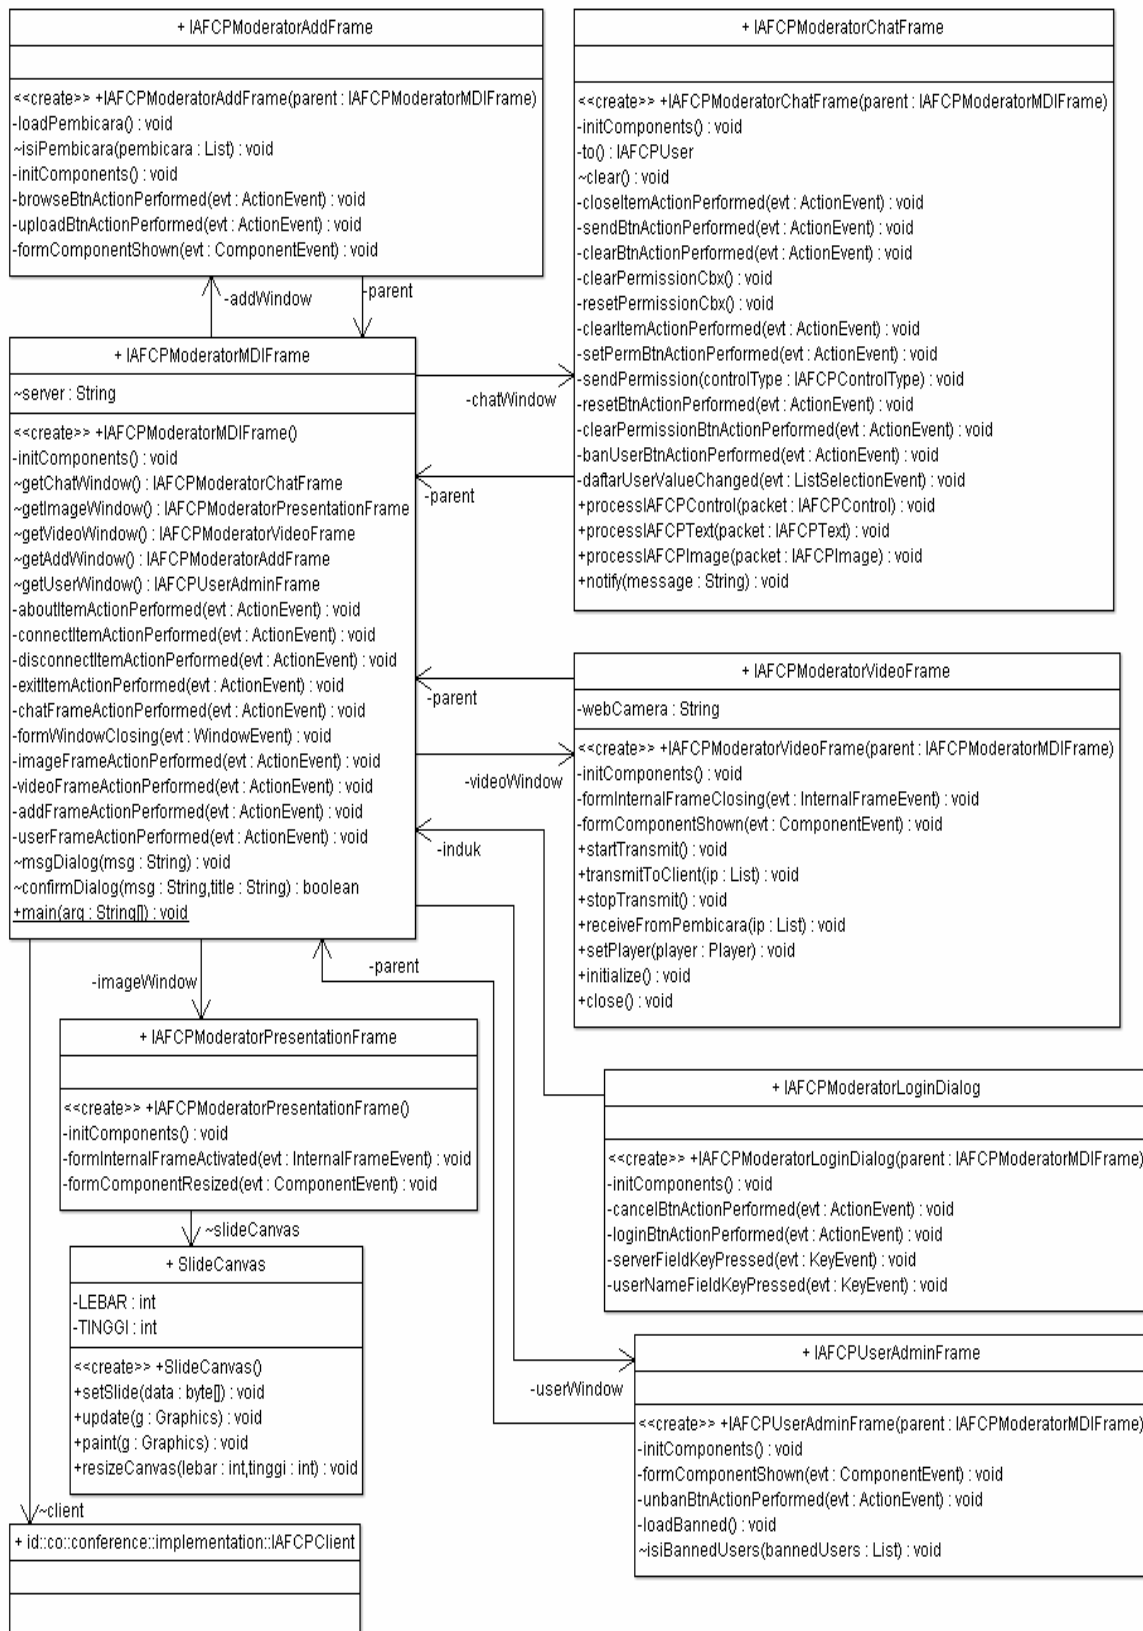 + IAFCPModeratorAddFrame
<<create>> +IAFCPModeratorAddFrame(parent : IAFCPModeratorMDIFrame)
-loadPembicara() : void
~isiPembicara(pembicara : List) : void
-initComponents() : void
-browseBtnActionPerformed(evt : ActionEvent) : void
-uploadBtnActionPerformed(evt : ActionEvent) : void
-formComponentShown(evt : ComponentEvent) : void
-addWindow
-parent
+ IAFCPModeratorChatFrame
<<create>> +IAFCPModeratorChatFrame(parent : IAFCPModeratorMDIFrame)
-initComponents() : void
-to() : IAFCPUser
~clear() : void
-closeItemActionPerformed(evt : ActionEvent) : void
-sendBtnActionPerformed(evt : ActionEvent) : void
-clearBtnActionPerformed(evt : ActionEvent) : void
-clearPermissionCbx() : void
-resetPermissionCbx() : void
-clearItemActionPerformed(evt : ActionEvent) : void
-setPermBtnActionPerformed(evt : ActionEvent) : void
-sendPermission(controlType : IAFCPControlType) : void
-resetBtnActionPerformed(evt : ActionEvent) : void
-clearPermissionBtnActionPerformed(evt : ActionEvent) : void
-banUserBtnActionPerformed(evt : ActionEvent) : void
-daftarUserValueChanged(evt : ListSelectionEvent) : void
+processIAFCPControl(packet : IAFCPControl) : void
+processIAFCPText(packet : IAFCPText) : void
+processIAFCPImage(packet : IAFCPImage) : void
+notify(message : String) : void
+ IAFCPModeratorMDIFrame
~server : String
<<create>> +IAFCPModeratorMDIFrame()
-initComponents() : void
~getChatWindow() : IAFCPModeratorChatFrame
~getImageWindow() : IAFCPModeratorPresentationFrame
~getVideoWindow() : IAFCPModeratorVideoFrame
~getAddWindow() : IAFCPModeratorAddFrame
~getUserWindow() : IAFCPUserAdminFrame
-aboutItemActionPerformed(evt : ActionEvent) : void
-connectItemActionPerformed(evt : ActionEvent) : void
-disconnectItemActionPerformed(evt : ActionEvent) : void
-exitItemActionPerformed(evt : ActionEvent) : void
-chatFrameActionPerformed(evt : ActionEvent) : void
-formWindowClosing(evt : WindowEvent) : void
-imageFrameActionPerformed(evt : ActionEvent) : void
-videoFrameActionPerformed(evt : ActionEvent) : void
-addFrameActionPerformed(evt : ActionEvent) : void
-userFrameActionPerformed(evt : ActionEvent) : void
~msgDialog(msg : String) : void
~confirmDialog(msg : String,title : String) : boolean
+main(arg : String[]) : void
-chatWindow
-parent
-parent
-videoWindow
-induk
-parent
-imageWindow
+ IAFCPModeratorVideoFrame
-webCamera : String
<<create>> +IAFCPModeratorVideoFrame(parent : IAFCPModeratorMDIFrame)
-initComponents() : void
-formInternalFrameClosing(evt : InternalFrameEvent) : void
-formComponentShown(evt : ComponentEvent) : void
+startTransmit() : void
+transmitToClient(ip : List) : void
+stopTransmit() : void
+receiveFromPembicara(ip : List) : void
+setPlayer(player : Player) : void
+initialize() : void
+close() : void
+ IAFCPModeratorPresentationFrame
<<create>> +IAFCPModeratorPresentationFrame()
-initComponents() : void
-formInternalFrameActivated(evt : InternalFrameEvent) : void
-formComponentResized(evt : ComponentEvent) : void
~slideCanvas
+ IAFCPModeratorLoginDialog
<<create>> +IAFCPModeratorLoginDialog(parent : IAFCPModeratorMDIFrame)
-initComponents() : void
-cancelBtnActionPerformed(evt : ActionEvent) : void
-loginBtnActionPerformed(evt : ActionEvent) : void
-serverFieldKeyPressed(evt : KeyEvent) : void
-userNameFieldKeyPressed(evt : KeyEvent) : void
+ SlideCanvas
-LEBAR : int
-TINGGI : int
<<create>> +SlideCanvas()
+setSlide(data : byte[]) : void
+update(g : Graphics) : void
+paint(g : Graphics) : void
+resizeCanvas(lebar : int,tinggi : int) : void
-userWindow
+ IAFCPUserAdminFrame
<<create>> +IAFCPUserAdminFrame(parent : IAFCPModeratorMDIFrame)
-initComponents() : void
-formComponentShown(evt : ComponentEvent) : void
-unbanBtnActionPerformed(evt : ActionEvent) : void
-loadBanned() : void
~isiBannedUsers(bannedUsers : List) : void
~client
+ id::co::conference::implementation::IAFCPClient